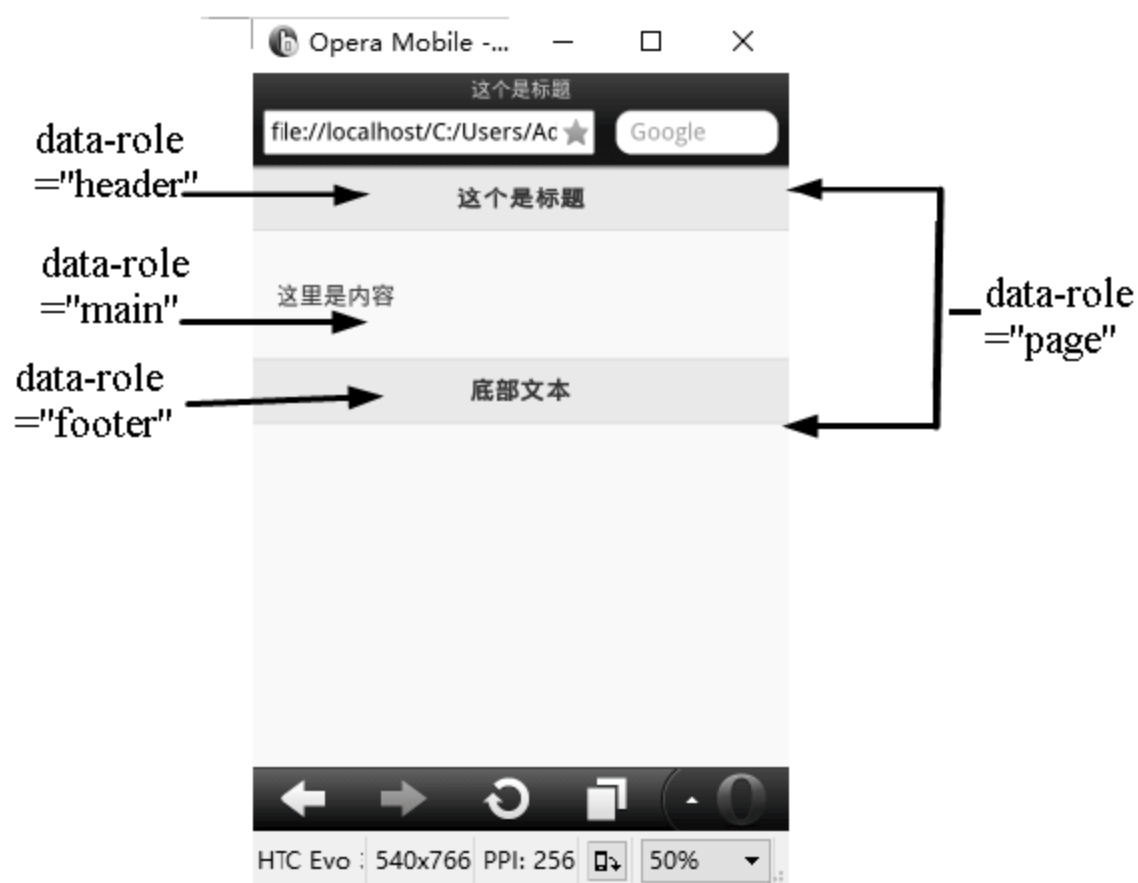 Opera Mobile -...
这个是标题
file://localhost/C:/Users/Ac
Google
data-role
="header"
这个是标题
data-role
="main"
这里是内容
data-role
="page"
data-role
="footer"
底部文本
HTC Evo
540x766
PPI: 256
50%